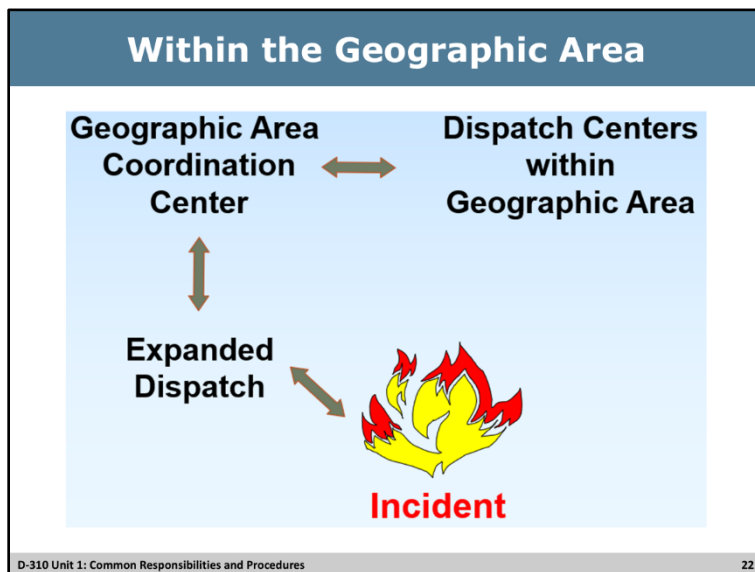 Within the Geographic Area
Geographic Area
Coordination
Center
Dispatch Centers
within
Geographic Area
Expanded
Dispatch
Incident
D-310 Unit 1: Common Responsibilities and Procedures
22